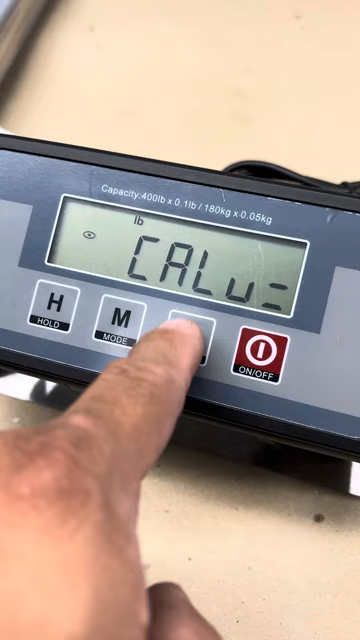 Capacity:400lb x 0.1lb / 180kg x 0.05kg
lb
CALu=
H M
HOLD MODE ON/OFF